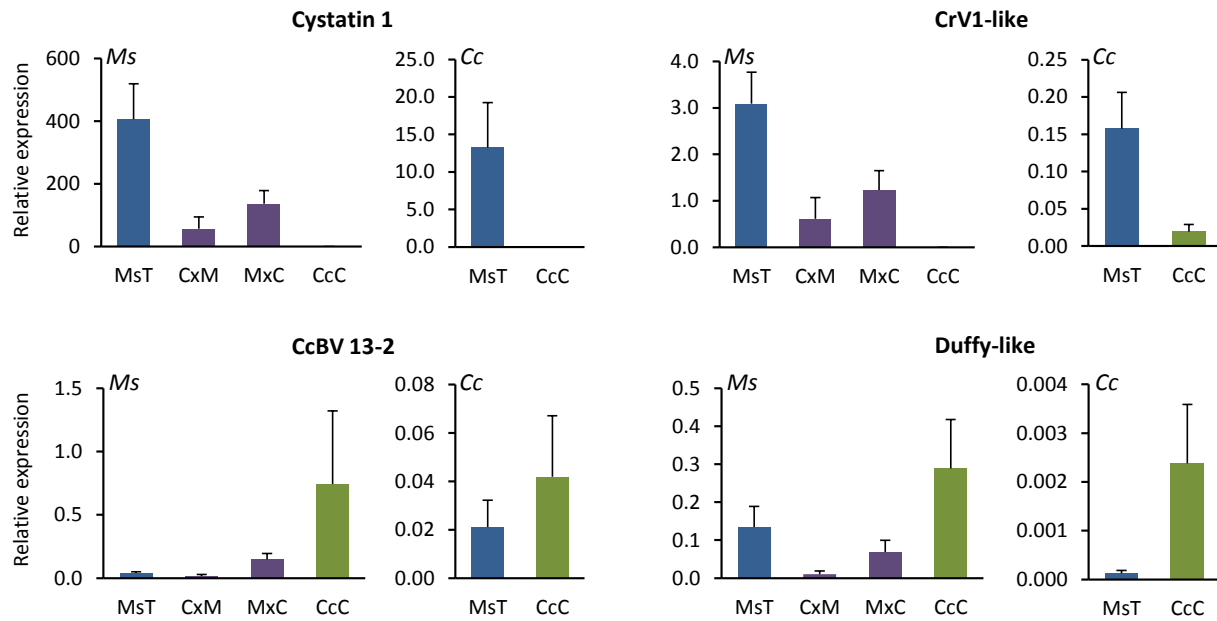 Cystatin 1
CrV1-like
Relative expression
Ms
600
400
200
0
MsT CxM MxC CcC
Cc
25.0
20.0
15.0
10.0
5.0
0.0
MsT CcC
Ms
4.0
3.0
2.0
1.0
0.0
MsT CxM MxC CcC
Cc
0.25
0.20
0.15
0.10
0.05
0.00
MsT CcC
CcBV 13-2
Duffy-like
Relative expression
Ms
1.5
1.0
0.5
0.0
MsT CxM MxC CcC
Cc
0.08
0.06
0.04
0.02
0.00
MsT CcC
Ms
0.5
0.4
0.3
0.2
0.1
0.0
MsT CxM MxC CcC
Cc
0.004
0.003
0.002
0.001
0.000
MsT CcC